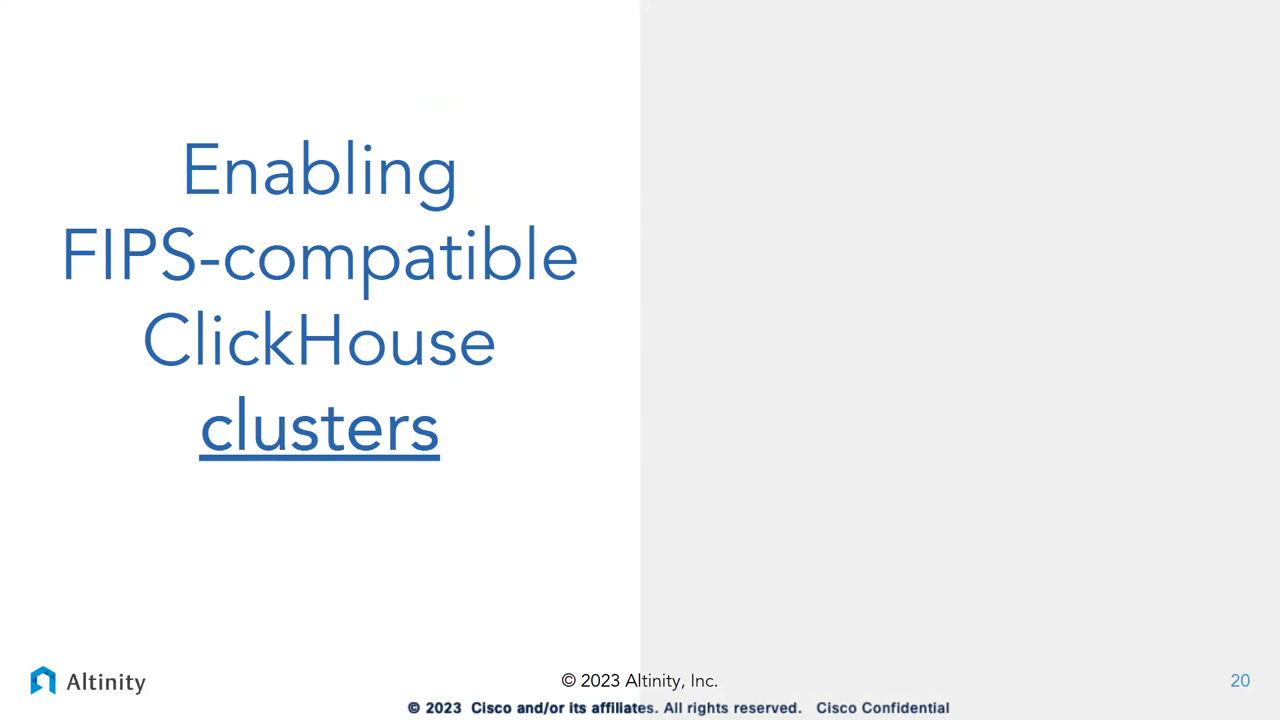 Enabling
FIPS-compatible
ClickHouse
clusters
Altinity
© 2023 Altinity, Inc.
20
© 2023 Cisco and/or its affiliates. All rights reserved. Cisco Confidential